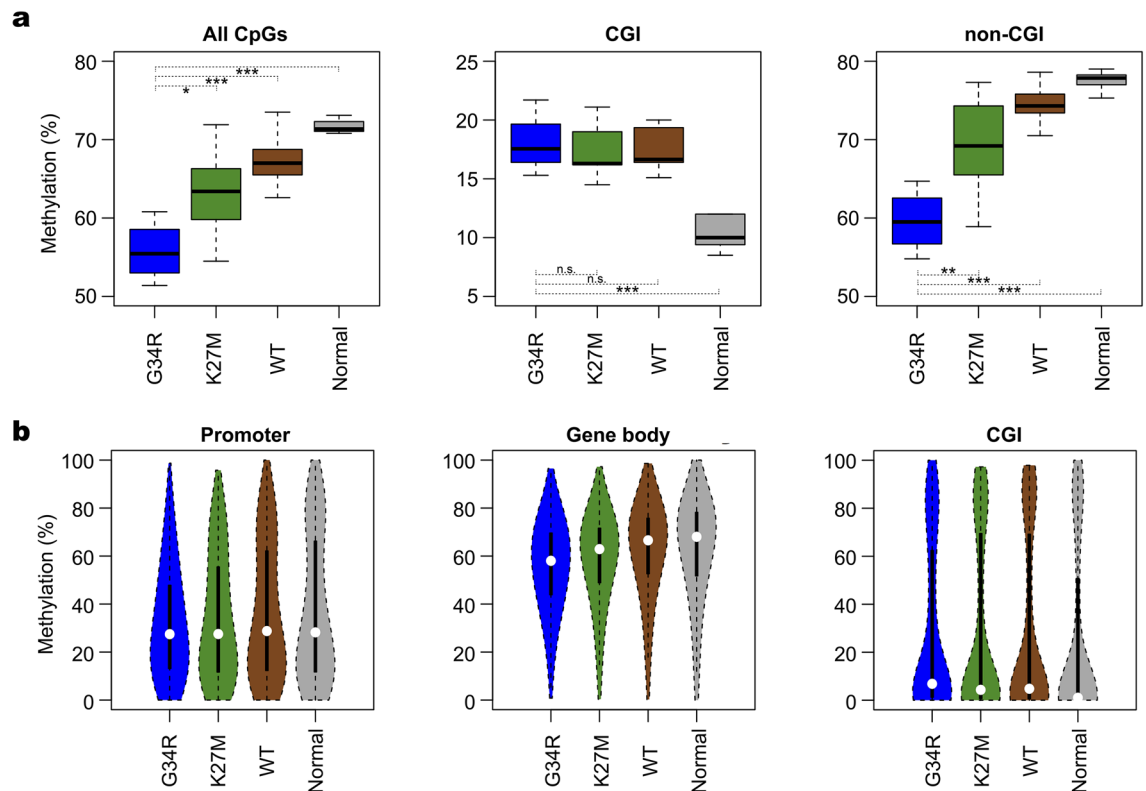 a
All CpGs
CGI
non-CGI
Methylation (%)
80
70
60
50
***
***
*
G34R
K27M
WT
Normal
25
20
15
10
5
n.s.
n.s.
***
G34R
K27M
WT
Normal
80
70
60
50
**
***
***
G34R
K27M
WT
Normal
b
Promoter
Gene body
CGI
Methylation (%)
100
80
60
40
20
0
G34R
K27M
WT
Normal
100
80
60
40
20
0
G34R
K27M
WT
Normal
100
80
60
40
20
0
G34R
K27M
WT
Normal